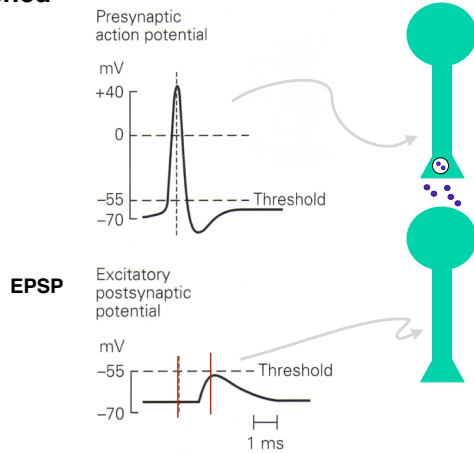 Presynaptic
action potential
mV
+40
0
-55
Threshold
-70
EPSP
Excitatory
postsynaptic
potential
mV
-55
Threshold
-70
1 ms